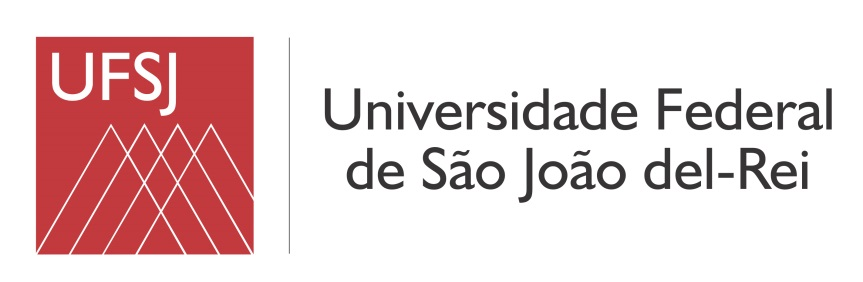 UFSJ
Universidade Federal
de São João del-Rei